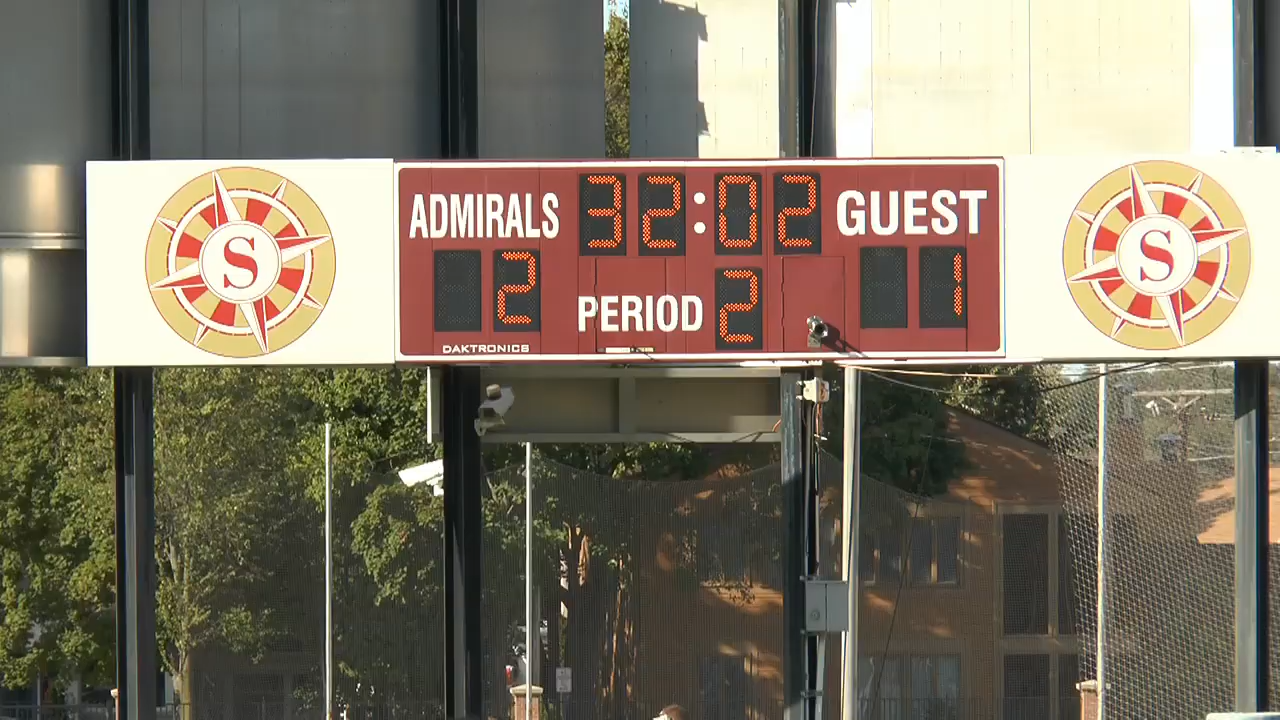 S
ADMIRALS 32:02 GUEST
2 PERIOD 2 1
DAKTRONICS
S